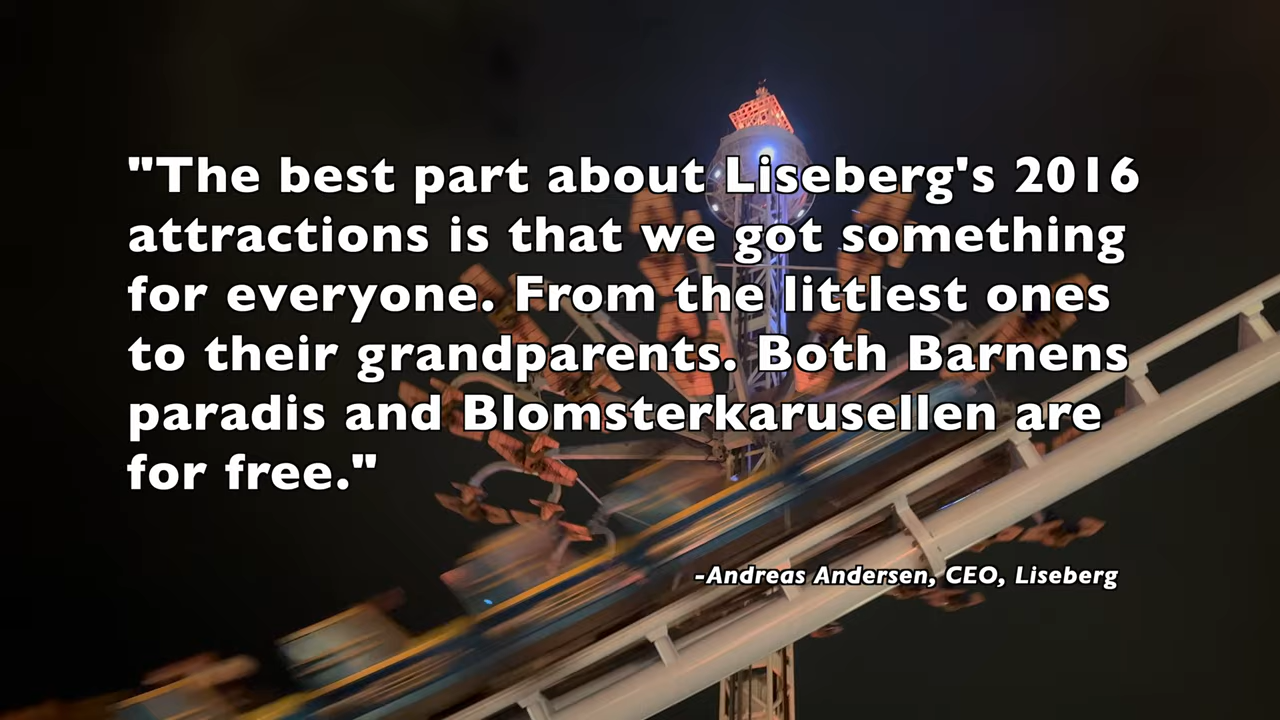 "The best part about Liseberg's 2016
attractions is that we got something
for everyone. From the littlest ones
to their grandparents. Both Barnens
paradis and Blomsterkarusellen are
for free."
-Andreas Andersen, CEO, Liseberg